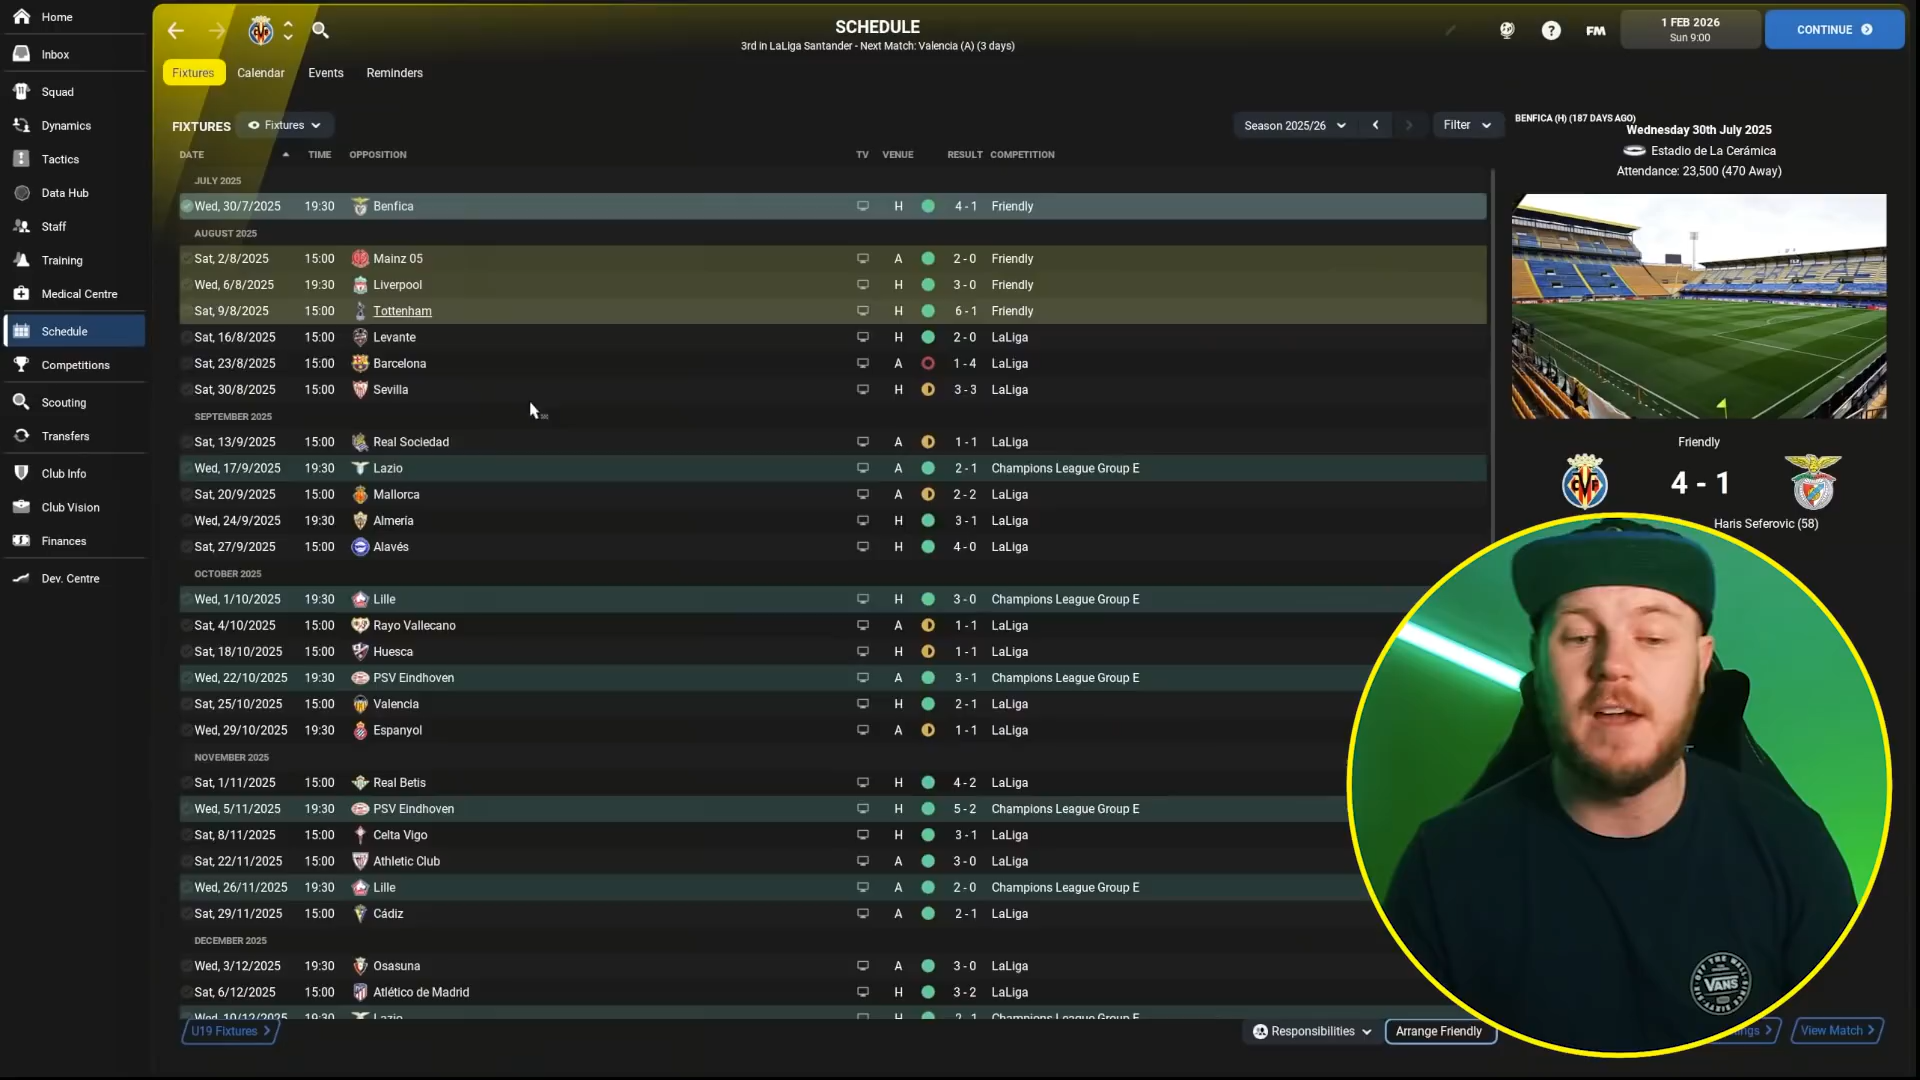 Home
Inbox
Squad
Dynamics
Tactics
Data Hub
Staff
Training
Medical Centre
Schedule
Competitions
Scouting
Transfers
Club Info
Club Vision
Finances
Dev. Centre
SCHEDULE
3rd in LaLiga Santander - Next Match: Valencia (A) (3 days)
FM
1 FEB 2026
Sun 9:00
CONTINUE
Fixtures Calendar Events Reminders
FIXTURES Fixtures
Season 2025/26 Filter
DATE TIME OPPOSITION TV VENUE RESULT COMPETITION
JULY 2025
Wed, 30/7/2025 19:30 Benfica H 4 - 1 Friendly
AUGUST 2025
Sat, 2/8/2025 15:00 Mainz 05 A 2 - 0 Friendly
Wed, 6/8/2025 19:30 Liverpool H 3 - 0 Friendly
Sat, 9/8/2025 15:00 Tottenham H 6 - 1 Friendly
Sat, 16/8/2025 15:00 Levante H 2 - 0 LaLiga
Sat, 23/8/2025 15:00 Barcelona A 1 - 4 LaLiga
Sat, 30/8/2025 15:00 Sevilla H 3 - 3 LaLiga
SEPTEMBER 2025
Sat, 13/9/2025 15:00 Real Sociedad A 1 - 1 LaLiga
Wed, 17/9/2025 19:30 Lazio A 2 - 1 Champions League Group E
Sat, 20/9/2025 15:00 Mallorca A 2 - 2 LaLiga
Wed, 24/9/2025 19:30 Almería H 3 - 1 LaLiga
Sat, 27/9/2025 15:00 Alavés H 4 - 0 LaLiga
OCTOBER 2025
Wed, 1/10/2025 19:30 Lille H 3 - 0 Champions League Group E
Sat, 4/10/2025 15:00 Rayo Vallecano A 1 - 1 LaLiga
Sat, 18/10/2025 15:00 Huesca H 1 - 1 LaLiga
Wed, 22/10/2025 19:30 PSV Eindhoven A 3 - 1 Champions League Group E
Sat, 25/10/2025 15:00 Valencia H 2 - 1 LaLiga
Wed, 29/10/2025 19:30 Espanyol A 1 - 1 LaLiga
NOVEMBER 2025
Sat, 1/11/2025 15:00 Real Betis H 4 - 2 LaLiga
Wed, 5/11/2025 19:30 PSV Eindhoven H 5 - 2 Champions League Group E
Sat, 8/11/2025 15:00 Celta Vigo H 3 - 1 LaLiga
Sat, 22/11/2025 15:00 Athletic Club A 3 - 0 LaLiga
Wed, 26/11/2025 19:30 Lille A 2 - 0 Champions League Group E
Sat, 29/11/2025 15:00 Cádiz A 2 - 1 LaLiga
DECEMBER 2025
Wed, 3/12/2025 19:30 Osasuna A 3 - 0 LaLiga
Sat, 6/12/2025 15:00 Atlético de Madrid H 3 - 2 LaLiga
Wed, 10/12/2025 19:30 Lazio H 2 - 1 Champions League Group E
U19 Fixtures
Responsibilities
Arrange Friendly
View Match
BENFICA (H) (187 DAYS AGO)
Wednesday 30th July 2025
Estadio de La Cerámica
Attendance: 23,500 (470 Away)
Friendly
4 - 1
Haris Seferovic (58)
OFF THE WALL
VANS